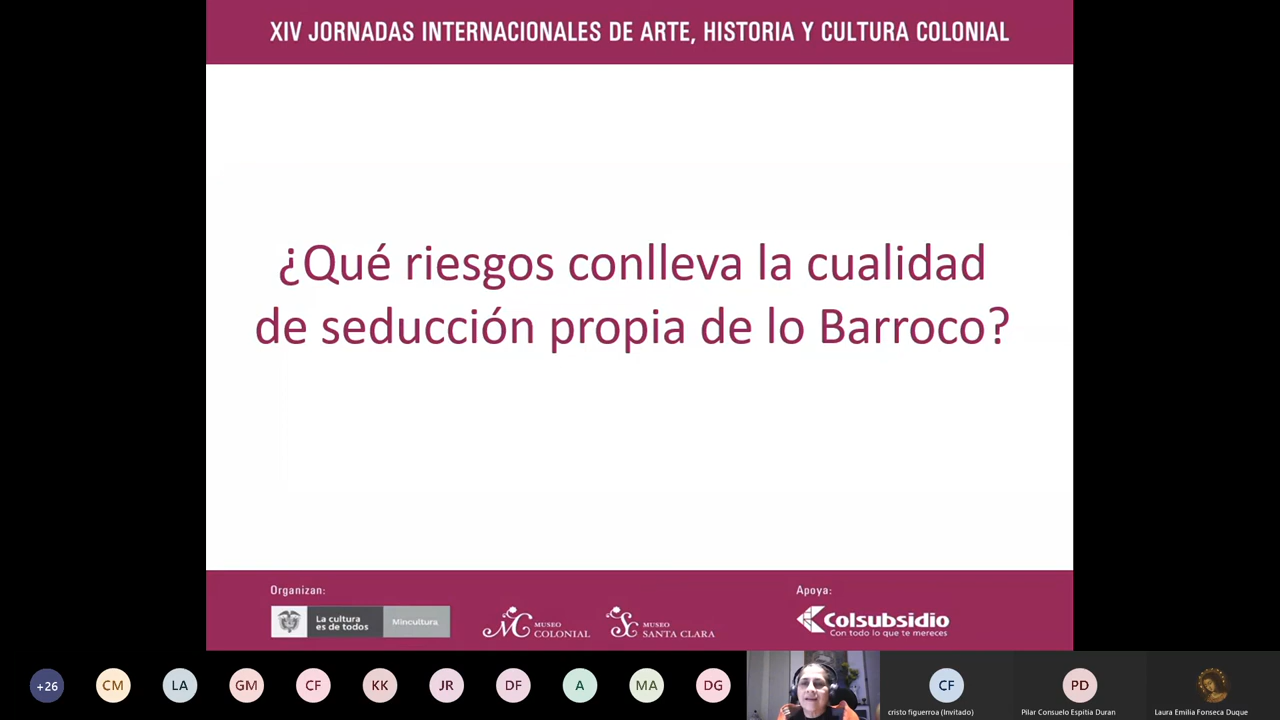 XIV JORNADAS INTERNACIONALES DE ARTE, HISTORIA Y CULTURA COLONIAL
¿Qué riesgos conlleva la cualidad
de seducción propia de lo Barroco?
Organizan:
Apoya:
La cultura
es de todos
Mincultura
MC MUSEO
COLONIAL
SC MUSEO
SANTA CLARA
Colsubsidio
Con todo lo que te mereces
+26
CM
LA
GM
CF
KK
JR
DF
A
MA
DG
CF
PD
cristo figuerroa (Invitado)
Pilar Consuelo Espitia Duran
Laura Emilia Fonseca Duque